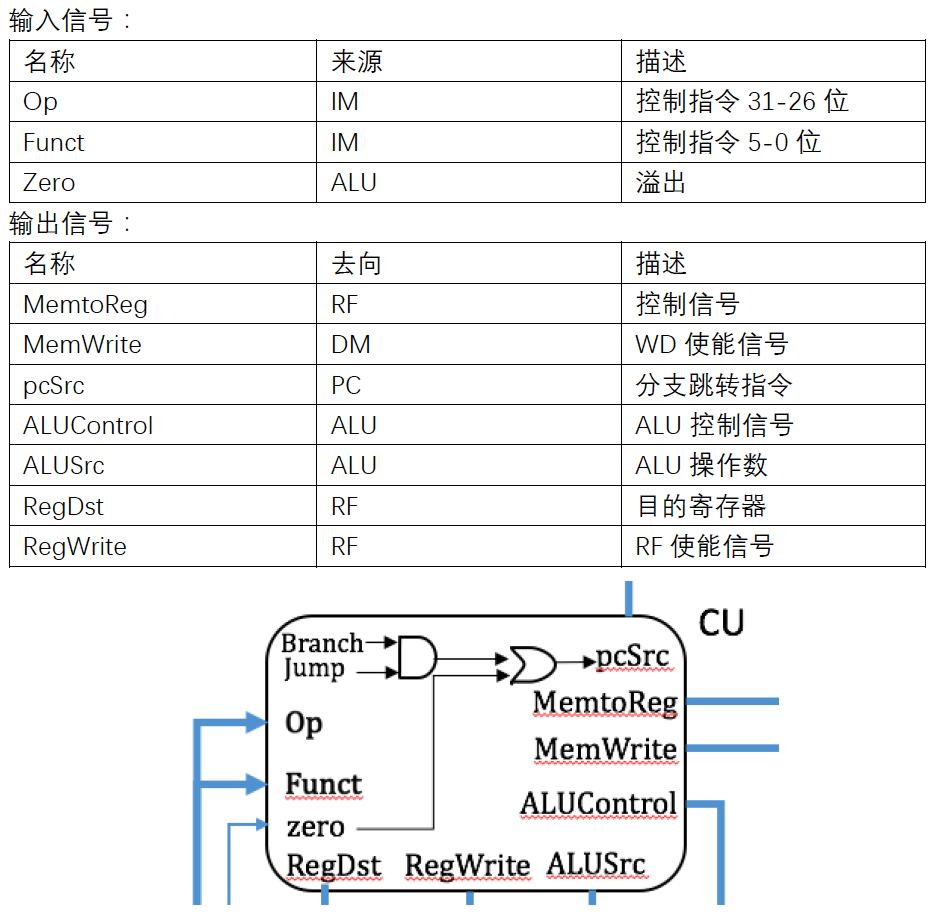 输入信号：
名称 来源 描述
Op IM 控制指令 31-26 位
Funct IM 控制指令 5-0 位
Zero ALU 溢出
输出信号：
名称 去向 描述
MemtoReg RF 控制信号
MemWrite DM WD 使能信号
pcSrc PC 分支跳转指令
ALUControl ALU ALU 控制信号
ALUSrc ALU ALU 操作数
RegDst RF 目的寄存器
RegWrite RF RF 使能信号
CU
Branch
Jump
pcSrc
MemtoReg
Op
MemWrite
Funct
ALUControl
zero
RegDst RegWrite ALUSrc